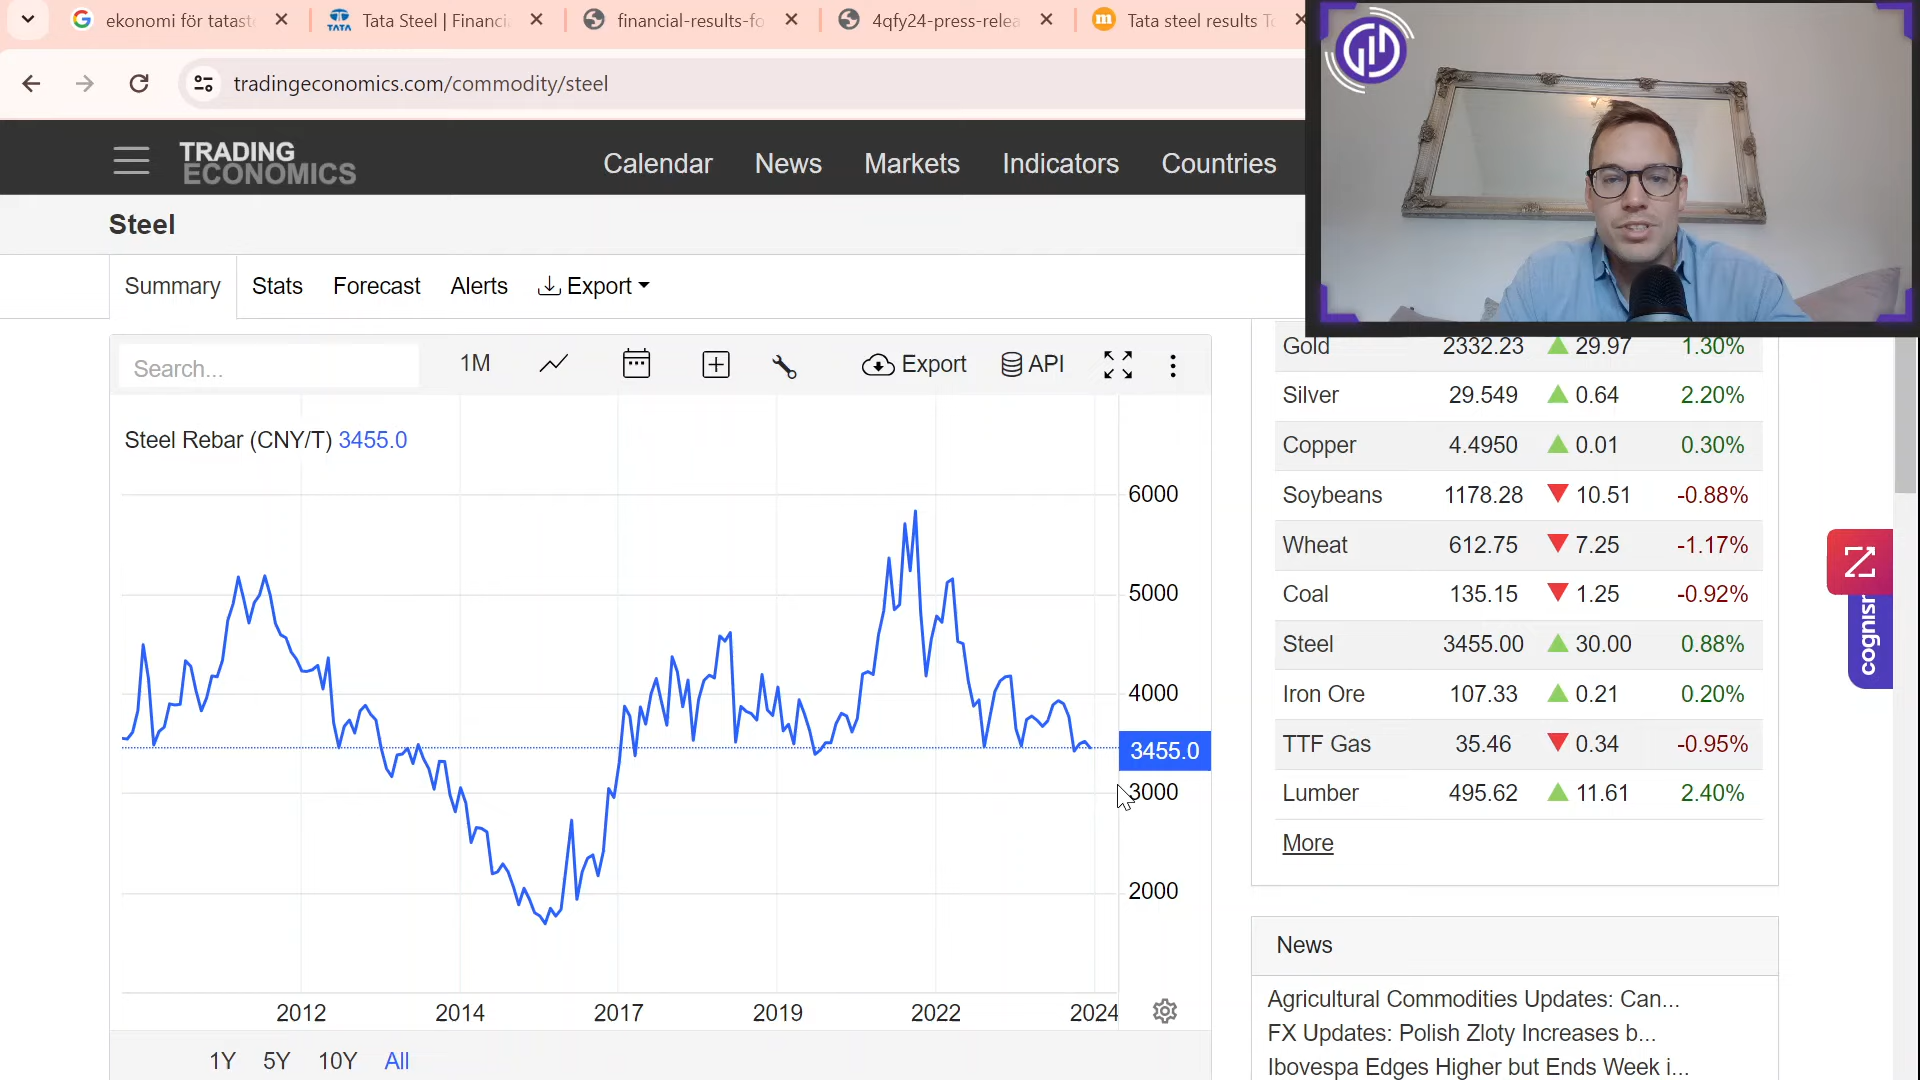 ekonomi för tatast
Tata Steel | Financi
financial-results-fo
4qfy24-press-relea
Tata steel results T
tradingeconomics.com/commodity/steel
TRADING
ECONOMICS
Calendar News Markets Indicators Countries
Steel
Summary Stats Forecast Alerts Export
Search... 1M Export API
Steel Rebar (CNY/T) 3455.0
6000
5000
4000
3455.0
3000
2000
2012 2014 2017 2019 2022 2024
1Y 5Y 10Y All
Gold 2332.23 29.97 1.30%
Silver 29.549 0.64 2.20%
Copper 4.4950 0.01 0.30%
Soybeans 1178.28 10.51 -0.88%
Wheat 612.75 7.25 -1.17%
Coal 135.15 1.25 -0.92%
Steel 3455.00 30.00 0.88%
Iron Ore 107.33 0.21 0.20%
TTF Gas 35.46 0.34 -0.95%
Lumber 495.62 11.61 2.40%
More
News
Agricultural Commodities Updates: Can...
FX Updates: Polish Zloty Increases b...
Ibovespa Edges Higher but Ends Week i...